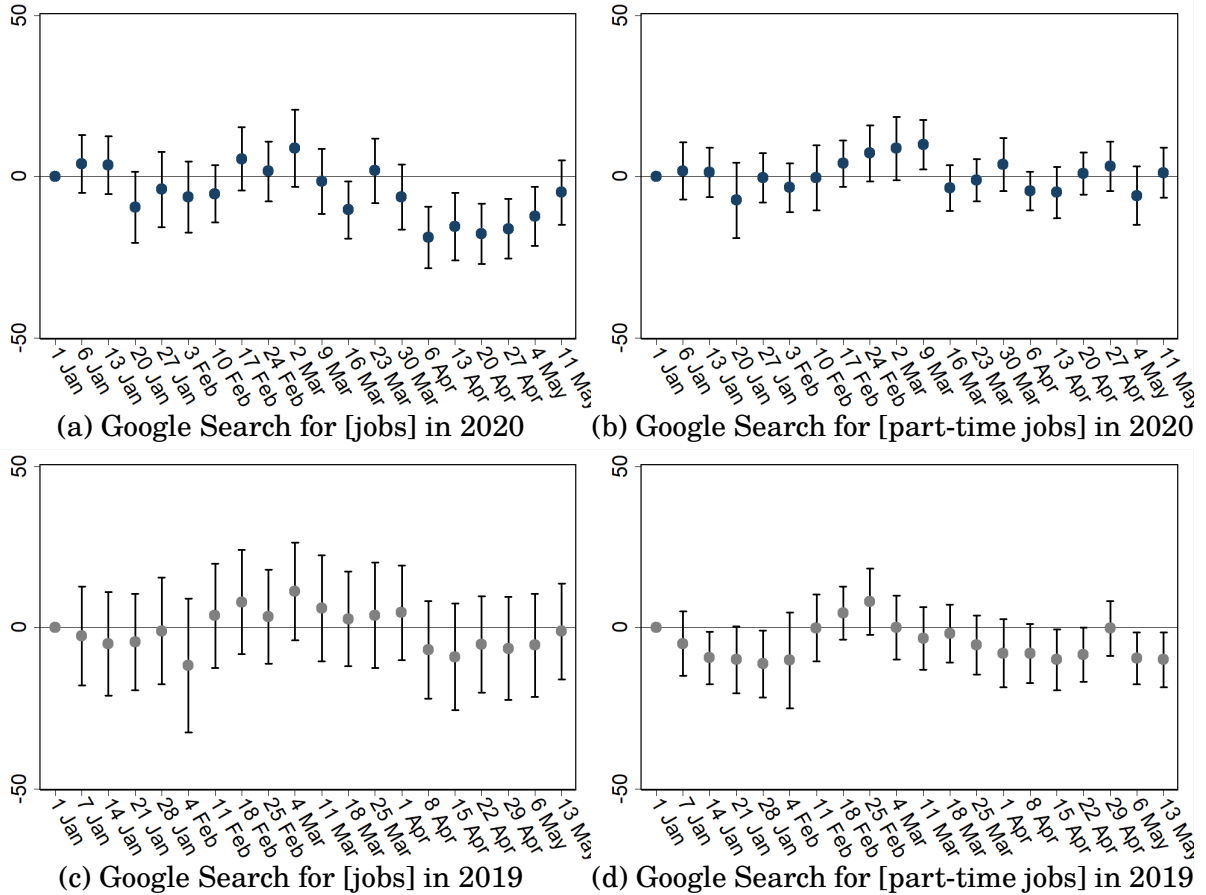 50
0
-50
1 Jan
6 Jan
13 Jan
20 Jan
27 Jan
3 Feb
10 Feb
17 Feb
24 Feb
2 Mar
9 Mar
16 Mar
23 Mar
30 Mar
6 Apr
13 Apr
20 Apr
27 Apr
4 May
11 May
(a) Google Search for [jobs] in 2020
50
0
-50
1 Jan
6 Jan
13 Jan
20 Jan
27 Jan
3 Feb
10 Feb
17 Feb
24 Feb
2 Mar
9 Mar
16 Mar
23 Mar
30 Mar
6 Apr
13 Apr
20 Apr
27 Apr
4 May
11 May
(b) Google Search for [part-time jobs] in 2020
50
0
-50
1 Jan
7 Jan
14 Jan
21 Jan
28 Jan
4 Feb
11 Feb
18 Feb
25 Feb
4 Mar
11 Mar
18 Mar
25 Mar
1 Apr
8 Apr
15 Apr
22 Apr
29 Apr
6 May
13 May
(c) Google Search for [jobs] in 2019
50
0
-50
1 Jan
7 Jan
14 Jan
21 Jan
28 Jan
4 Feb
11 Feb
18 Feb
25 Feb
4 Mar
11 Mar
18 Mar
25 Mar
1 Apr
8 Apr
15 Apr
22 Apr
29 Apr
6 May
13 May
(d) Google Search for [part-time jobs] in 2019